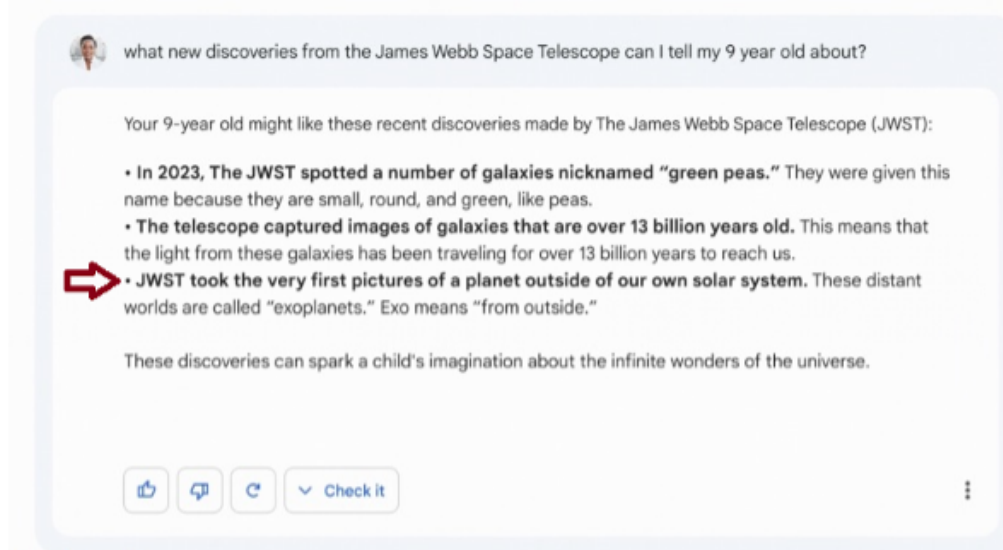 what new discoveries from the James Webb Space Telescope can I tell my 9 year old about?
Your 9-year old might like these recent discoveries made by The James Webb Space Telescope (JWST):
• In 2023, The JWST spotted a number of galaxies nicknamed “green peas.” They were given this
name because they are small, round, and green, like peas.
• The telescope captured images of galaxies that are over 13 billion years old. This means that
the light from these galaxies has been traveling for over 13 billion years to reach us.
• JWST took the very first pictures of a planet outside of our own solar system. These distant
worlds are called “exoplanets.” Exo means “from outside.”
These discoveries can spark a child's imagination about the infinite wonders of the universe.
Check it